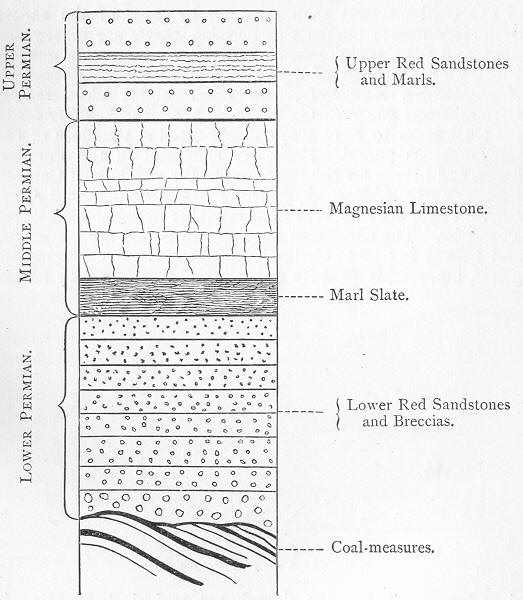 UPPER
PERMIAN.
Upper Red Sandstones
and Marls.
MIDDLE PERMIAN.
Magnesian Limestone.
Marl Slate.
LOWER PERMIAN.
Lower Red Sandstones
and Breccias.
Coal-measures.